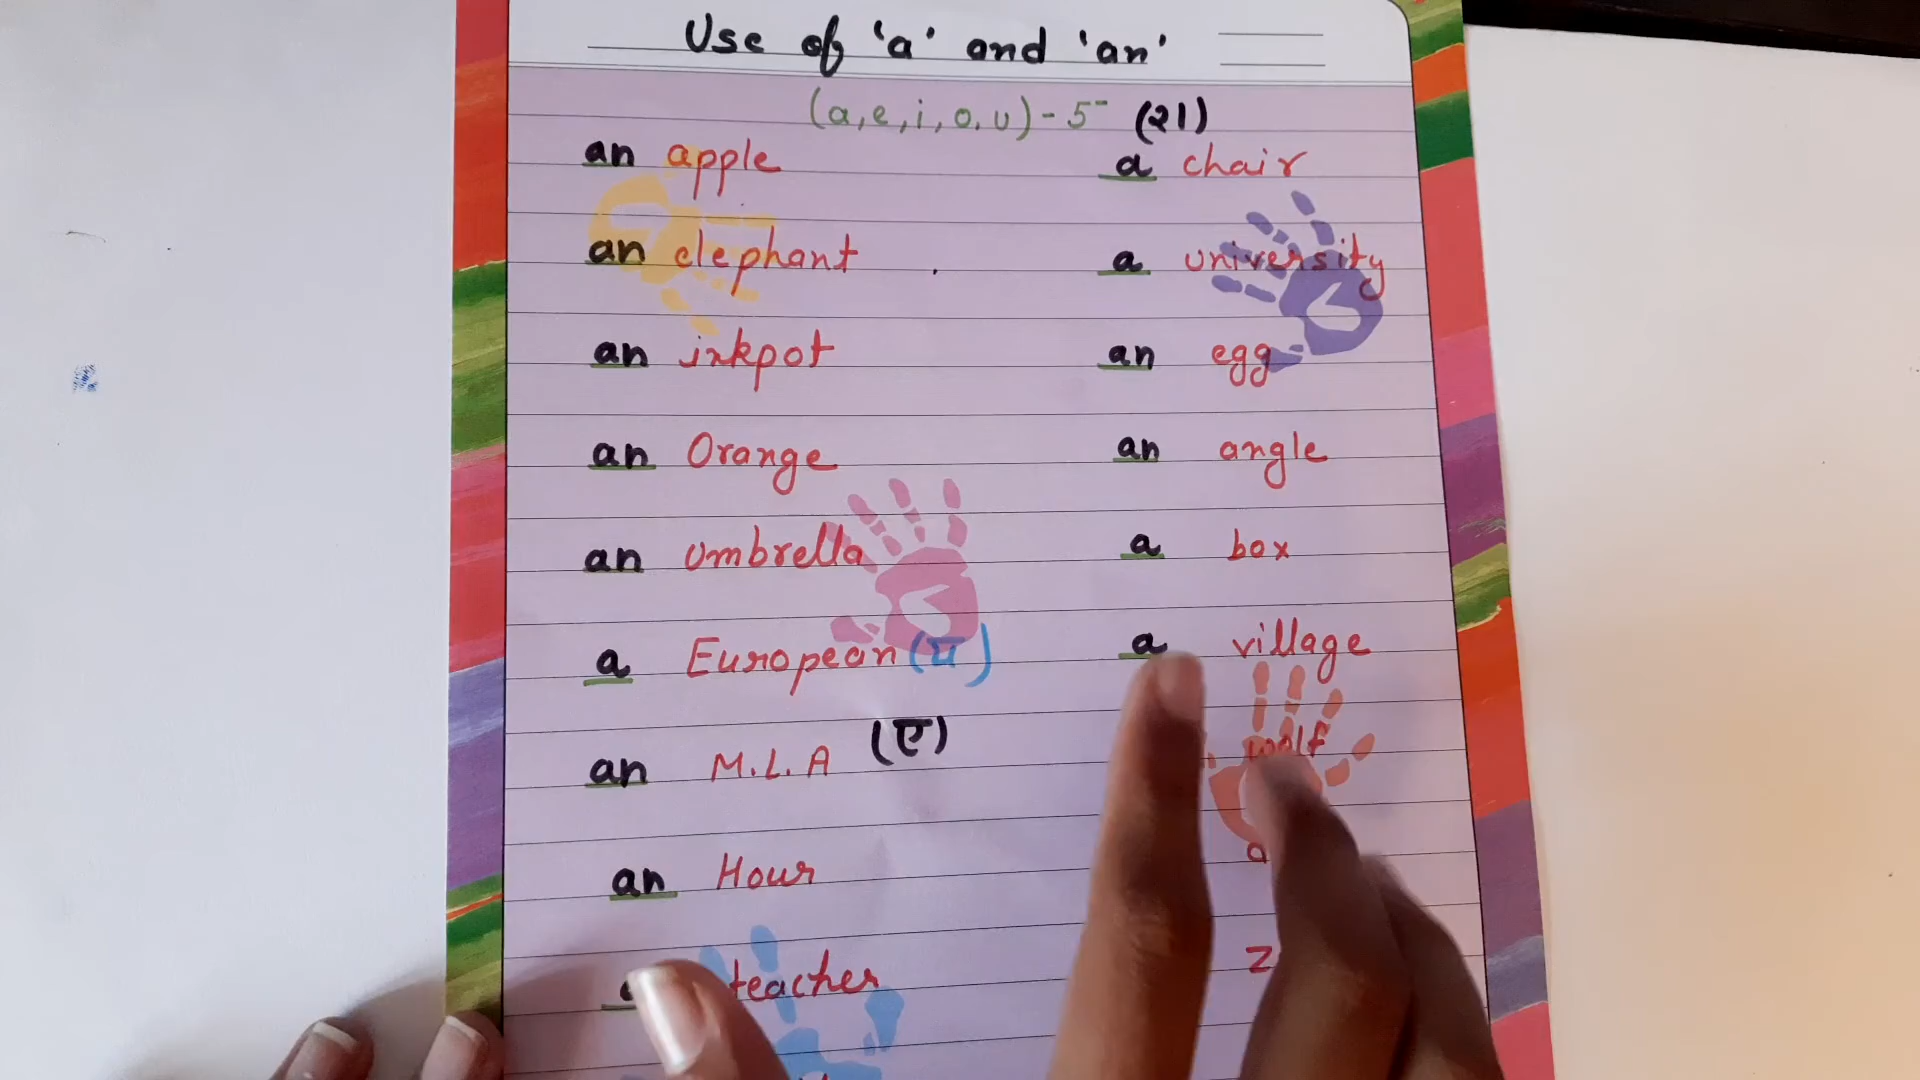 Use of 'a' and 'an'
(a, e, i, o, u) - 5 (21)
an apple
an elephant
an inkpot
an Orange
an umbrella
a European (य)
an M.L.A (ए)
an Hour
teacher
a chair
a university
an egg
an angle
a box
a village
wolf